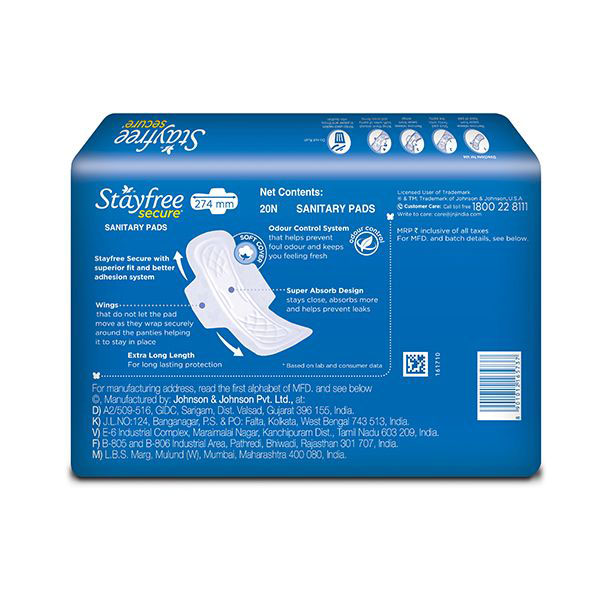 Stayfree
secure®
Stayfree
secure®
274 mm
SANITARY PADS
Net Contents:
20N SANITARY PADS
Licensed User of Trademark
® & TM: Trademark of Johnson & Johnson, U.S.A
Customer Care: Call toll free 1800 22 8111
Write to: care@jnjindia.com
MRP ₹ inclusive of all taxes
For MFD. and batch details, see below.
SOFT COVER
Odour Control System
that helps prevent
foul odour and keeps
you feeling fresh
odour control
Stayfree Secure with
superior fit and better
adhesion system
Super Absorb Design
stays close, absorbs more
and helps prevent leaks
Wings
that do not let the pad
move as they wrap securely
around the panties helping
it to stay in place
Extra Long Length
For long lasting protection
* Based on lab and consumer data
161710
For manufacturing address, read the first alphabet of MFD. and see below
©, Manufactured by: Johnson & Johnson Pvt. Ltd., at:
D) A2/509-516, GIDC, Sarigam, Dist. Valsad, Gujarat 396 155, India.
K) J.L.NO:124, Banganagar, P.S. & PO: Falta, Kolkata, West Bengal 743 513, India.
V) E-6 Industrial Complex, Maraimalai Nagar, Kanchipuram Dist., Tamil Nadu 603 209, India.
F) B-805 and B-806 Industrial Area, Pathredi, Bhiwadi, Rajasthan 301 707, India.
M) L.B.S. Marg, Mulund (W), Mumbai, Maharashtra 400 080, India.